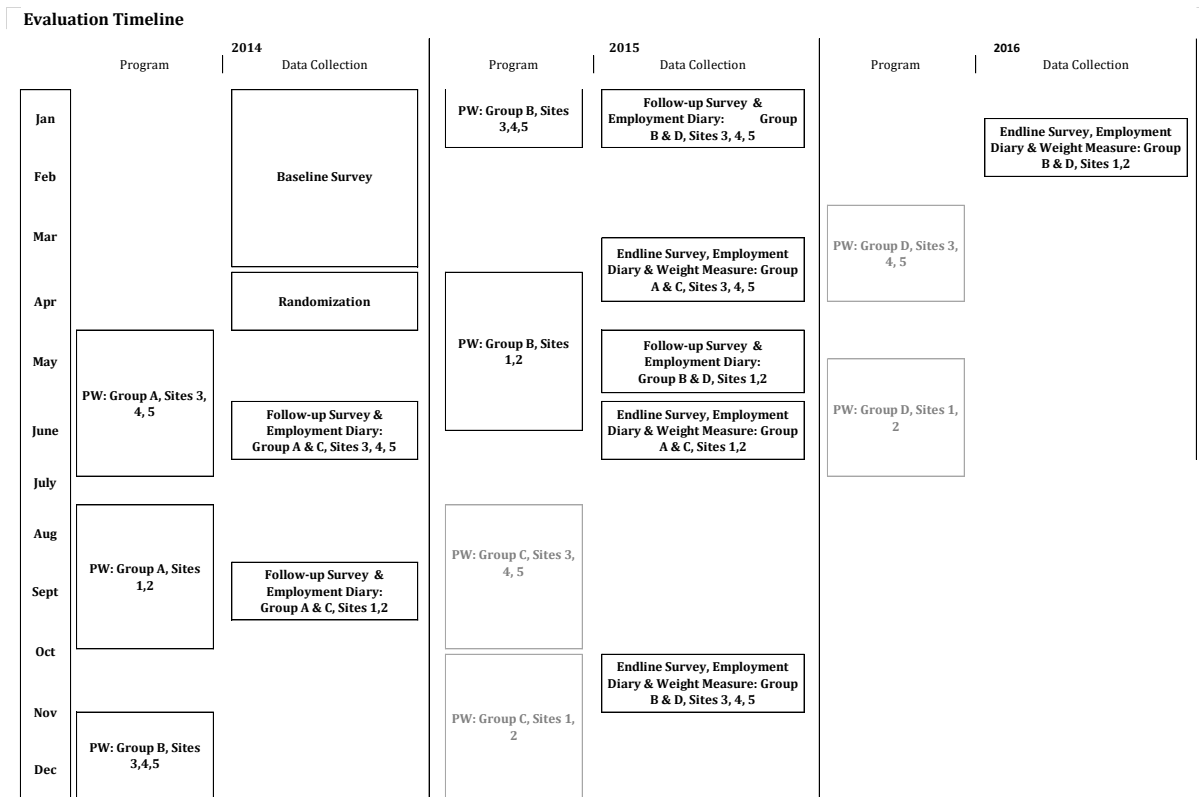 Evaluation Timeline
2014
Program
Data Collection
2015
Program
Data Collection
2016
Program
Data Collection
Jan
Feb
Mar
Apr
May
June
July
Aug
Sept
Oct
Nov
Dec
PW: Group A, Sites 3,
4, 5
PW: Group A, Sites
1,2
PW: Group B, Sites
3,4,5
Baseline Survey
Randomization
Follow-up Survey &
Employment Diary:
Group A & C, Sites 3, 4, 5
Follow-up Survey &
Employment Diary:
Group A & C, Sites 1,2
PW: Group B, Sites
3,4,5
PW: Group B, Sites
1,2
PW: Group C, Sites 3,
4, 5
PW: Group C, Sites 1,
2
Follow-up Survey &
Employment Diary: Group
B & D, Sites 3, 4, 5
Endline Survey, Employment
Diary & Weight Measure: Group
A & C, Sites 3, 4, 5
Follow-up Survey &
Employment Diary:
Group B & D, Sites 1,2
Endline Survey, Employment
Diary & Weight Measure: Group
A & C, Sites 1,2
Endline Survey, Employment
Diary & Weight Measure: Group
B & D, Sites 3, 4, 5
PW: Group D, Sites 3,
4, 5
PW: Group D, Sites 1,
2
Endline Survey, Employment
Diary & Weight Measure: Group
B & D, Sites 1,2